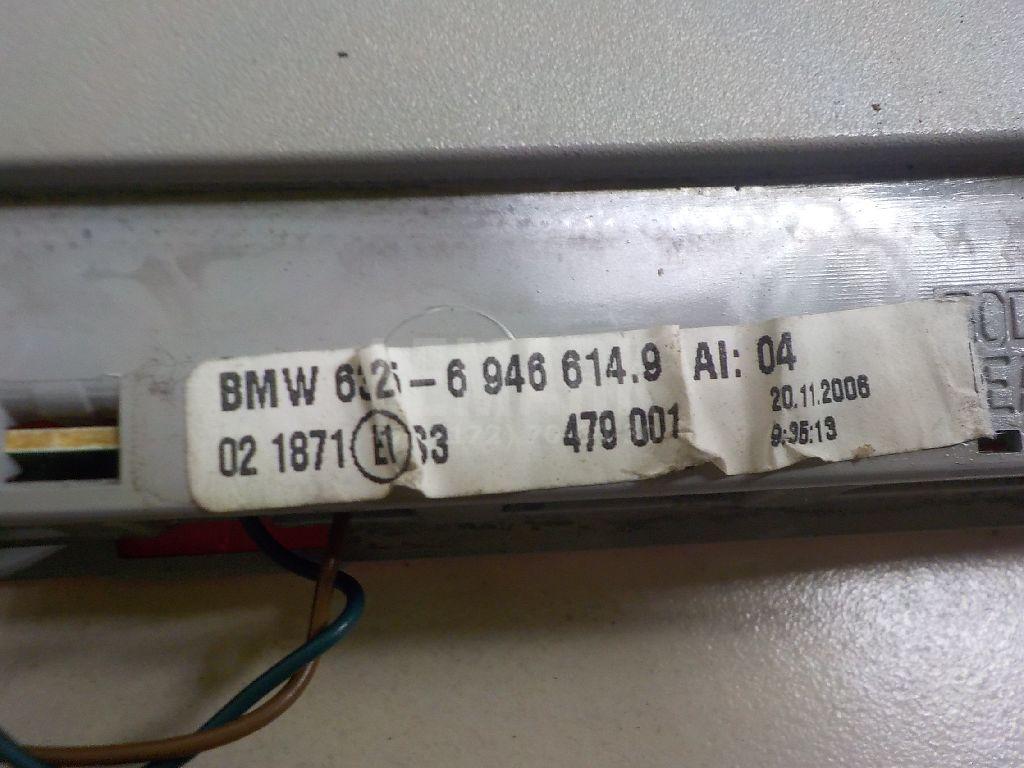 BMW 6325-6 946 614.9 AI: 04
20.11.2006
02 1871 E1 33 479 001
9:35:13